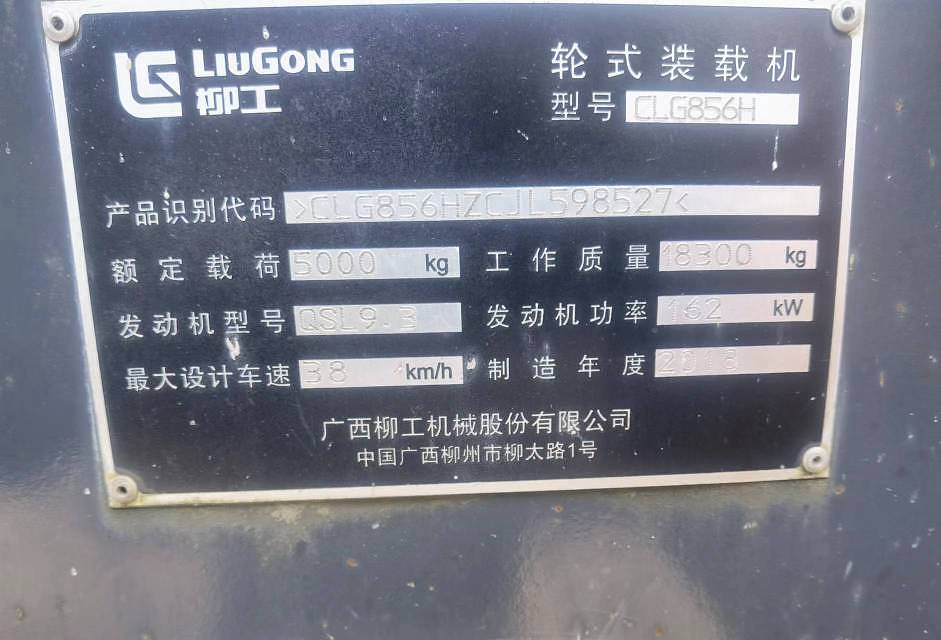 LIUGONG
柳工
轮式装载机
型号 CLG856H
产品识别代码 >CLG856HZCJL598527<
额定载荷 5000 kg 工作质量 18300 kg
发动机型号 QSL9.3 发动机功率 162 kW
最大设计车速 38 km/h 制造年度 2018
广西柳工机械股份有限公司
中国广西柳州市柳太路1号